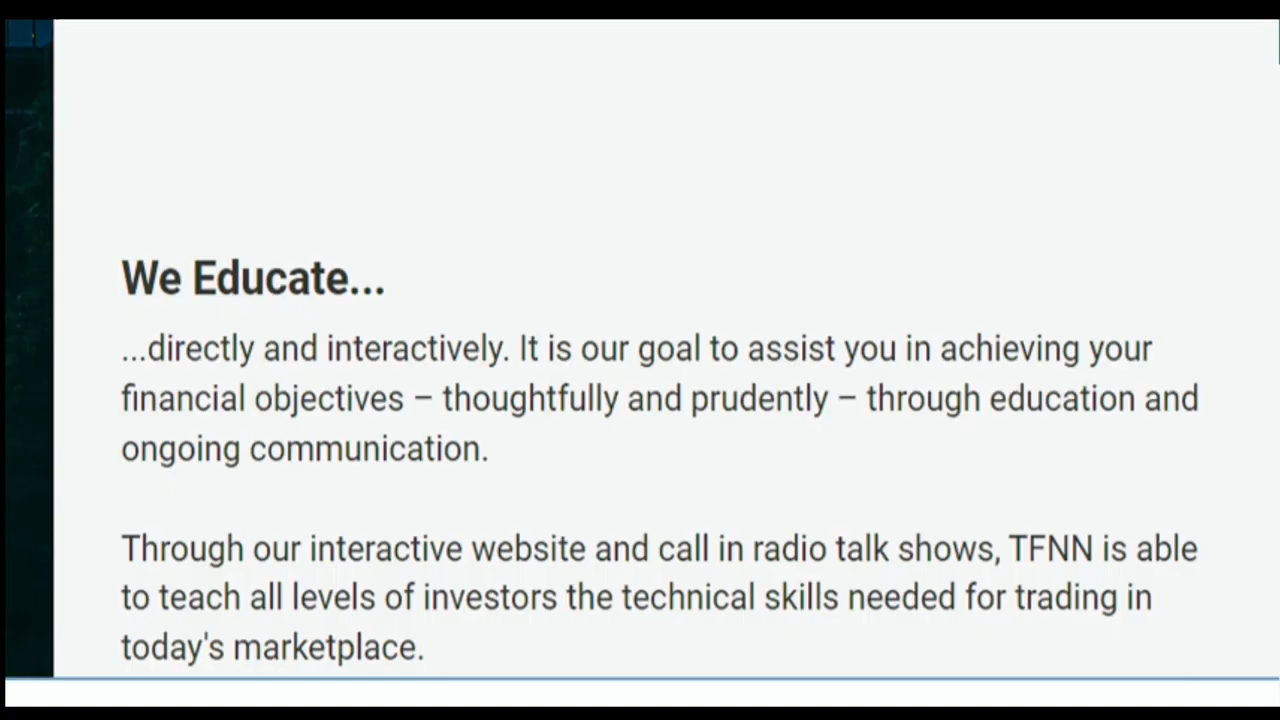 We Educate...
...directly and interactively. It is our goal to assist you in achieving your
financial objectives – thoughtfully and prudently – through education and
ongoing communication.
Through our interactive website and call in radio talk shows, TFNN is able
to teach all levels of investors the technical skills needed for trading in
today's marketplace.